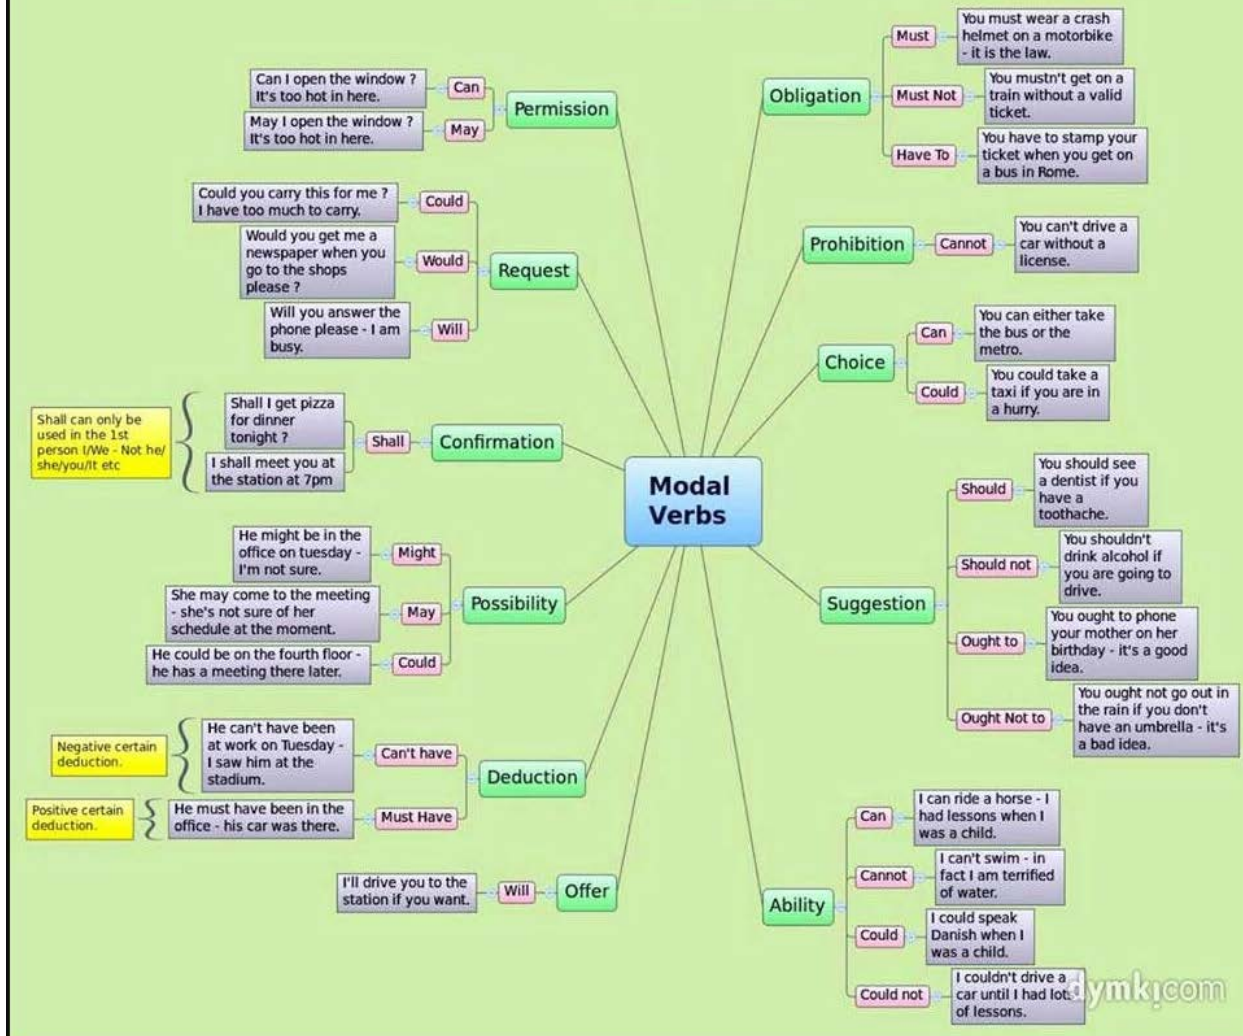 Modal
Verbs
Permission
Can
Can I open the window ?
It's too hot in here.
May
May I open the window ?
It's too hot in here.
Request
Could
Could you carry this for me ?
I have too much to carry.
Would
Would you get me a
newspaper when you
go to the shops
please ?
Will
Will you answer the
phone please - I am
busy.
Confirmation
Shall
Shall I get pizza
for dinner
tonight ?
I shall meet you at
the station at 7pm
Shall can only be
used in the 1st
person I/We - Not he/
she/you/It etc
Possibility
Might
He might be in the
office on tuesday -
I'm not sure.
May
She may come to the meeting
- she's not sure of her
schedule at the moment.
Could
He could be on the fourth floor -
he has a meeting there later.
Deduction
Can't have
He can't have been
at work on Tuesday -
I saw him at the
stadium.
Negative certain
deduction.
Must Have
He must have been in the
office - his car was there.
Positive certain
deduction.
Offer
Will
I'll drive you to the
station if you want.
Obligation
Must
You must wear a crash
helmet on a motorbike
- it is the law.
Must Not
You mustn't get on a
train without a valid
ticket.
Have To
You have to stamp your
ticket when you get on
a bus in Rome.
Prohibition
Cannot
You can't drive a
car without a
license.
Choice
Can
You can either take
the bus or the
metro.
Could
You could take a
taxi if you are in
a hurry.
Suggestion
Should
You should see
a dentist if you
have a
toothache.
Should not
You shouldn't
drink alcohol if
you are going to
drive.
Ought to
You ought to phone
your mother on her
birthday - it's a good
idea.
Ought Not to
You ought not go out in
the rain if you don't
have an umbrella - it's
a bad idea.
Ability
Can
I can ride a horse - I
had lessons when I
was a child.
Cannot
I can't swim - in
fact I am terrified
of water.
Could
I could speak
Danish when I
was a child.
Could not
I couldn't drive a
car until I had lots
of lessons.
dymkj.com